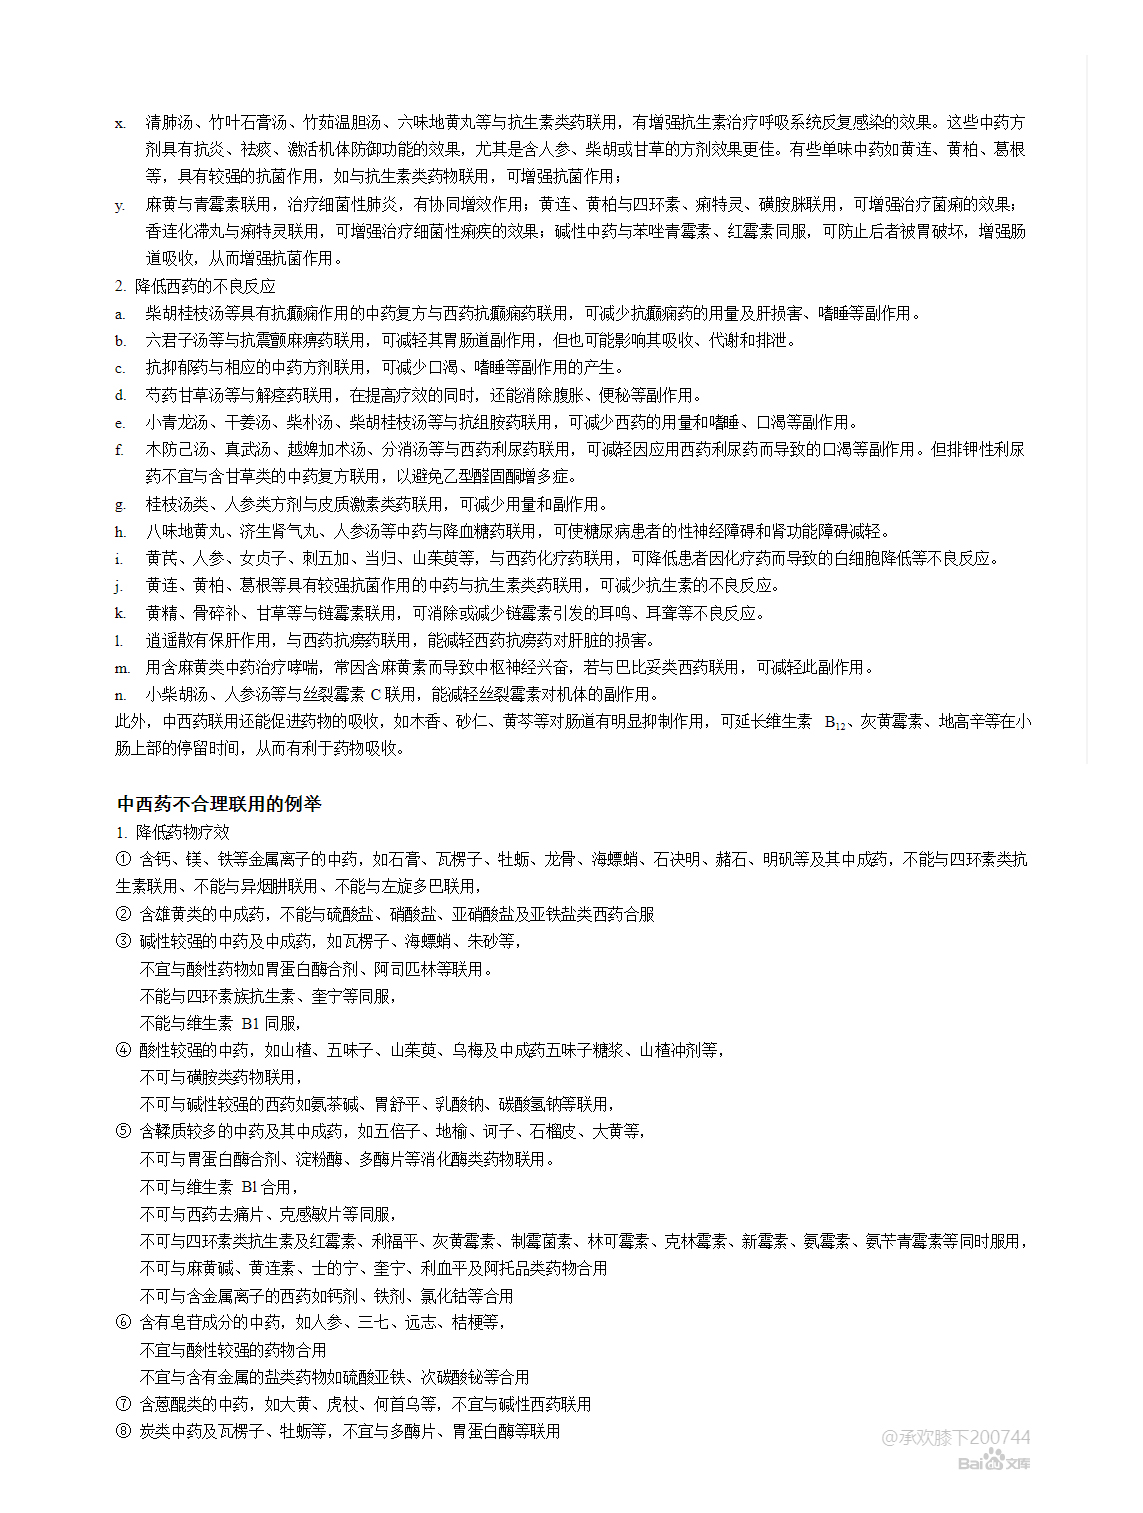 x. 清肺汤、竹叶石膏汤、竹茹温胆汤、六味地黄丸等与抗生素类药联用，有增强抗生素治疗呼吸系统反复感染的效果。这些中药方
剂具有抗炎、祛痰、激活机体防御功能的效果，尤其是含人参、柴胡或甘草的方剂效果更佳。有些单味中药如黄连、黄柏、葛根
等，具有较强的抗菌作用，如与抗生素类药物联用，可增强抗菌作用；
y. 麻黄与青霉素联用，治疗细菌性肺炎，有协同增效作用；黄连、黄柏与四环素、痢特灵、磺胺脒联用，可增强治疗菌痢的效果；
香连化滞丸与痢特灵联用，可增强治疗细菌性痢疾的效果；碱性中药与苯唑青霉素、红霉素同服，可防止后者被胃破坏，增强肠
道吸收，从而增强抗菌作用。
2. 降低西药的不良反应
a. 柴胡桂枝汤等具有抗癫痫作用的中药复方与西药抗癫痫药联用，可减少抗癫痫药的用量及肝损害、嗜睡等副作用。
b. 六君子汤等与抗震颤麻痹药联用，可减轻其胃肠道副作用，但也可能影响其吸收、代谢和排泄。
c. 抗抑郁药与相应的中药方剂联用，可减少口渴、嗜睡等副作用的产生。
d. 芍药甘草汤等与解痉药联用，在提高疗效的同时，还能消除腹胀、便秘等副作用。
e. 小青龙汤、干姜汤、柴朴汤、柴胡桂枝汤等与抗组胺药联用，可减少西药的用量和嗜睡、口渴等副作用。
f. 木防己汤、真武汤、越婢加术汤、分消汤等与西药利尿药联用，可减轻因应用西药利尿药而导致的口渴等副作用。但排钾性利尿
药不宜与含甘草类的中药复方联用，以避免乙型醛固酮增多症。
g. 桂枝汤类、人参类方剂与皮质激素类药联用，可减少用量和副作用。
h. 八味地黄丸、济生肾气丸、人参汤等中药与降血糖药联用，可使糖尿病患者的性神经障碍和肾功能障碍减轻。
i. 黄芪、人参、女贞子、刺五加、当归、山茱萸等，与西药化疗药联用，可降低患者因化疗药而导致的白细胞降低等不良反应。
j. 黄连、黄柏、葛根等具有较强抗菌作用的中药与抗生素类药联用，可减少抗生素的不良反应。
k. 黄精、骨碎补、甘草等与链霉素联用，可消除或减少链霉素引发的耳鸣、耳聋等不良反应。
l. 逍遥散有保肝作用，与西药抗痨药联用，能减轻西药抗痨药对肝脏的损害。
m. 用含麻黄类中药治疗哮喘，常因含麻黄素而导致中枢神经兴奋，若与巴比妥类西药联用，可减轻此副作用。
n. 小柴胡汤、人参汤等与丝裂霉素 C 联用，能减轻丝裂霉素对机体的副作用。
此外，中西药联用还能促进药物的吸收，如木香、砂仁、黄芩等对肠道有明显抑制作用，可延长维生素 B12、灰黄霉素、地高辛等在小
肠上部的停留时间，从而有利于药物吸收。
中西药不合理联用的例举
1. 降低药物疗效
① 含钙、镁、铁等金属离子的中药，如石膏、瓦楞子、牡蛎、龙骨、海螵蛸、石决明、赭石、明矾等及其中成药，不能与四环素类抗
生素联用、不能与异烟肼联用、不能与左旋多巴联用，
② 含雄黄类的中成药，不能与硫酸盐、硝酸盐、亚硝酸盐及亚铁盐类西药合服
③ 碱性较强的中药及中成药，如瓦楞子、海螵蛸、朱砂等，
不宜与酸性药物如胃蛋白酶合剂、阿司匹林等联用。
不能与四环素族抗生素、奎宁等同服，
不能与维生素 B1 同服，
④ 酸性较强的中药，如山楂、五味子、山茱萸、乌梅及中成药五味子糖浆、山楂冲剂等，
不可与磺胺类药物联用，
不可与碱性较强的西药如氨茶碱、胃舒平、乳酸钠、碳酸氢钠等联用，
⑤ 含鞣质较多的中药及其中成药，如五倍子、地榆、诃子、石榴皮、大黄等，
不可与胃蛋白酶合剂、淀粉酶、多酶片等消化酶类药物联用。
不可与维生素 Bl 合用，
不可与西药去痛片、克感敏片等同服，
不可与四环素类抗生素及红霉素、利福平、灰黄霉素、制霉菌素、林可霉素、克林霉素、新霉素、氨霉素、氨苄青霉素等同时服用，
不可与麻黄碱、黄连素、士的宁、奎宁、利血平及阿托品类药物合用
不可与含金属离子的西药如钙剂、铁剂、氯化钴等合用
⑥ 含有皂苷成分的中药，如人参、三七、远志、桔梗等，
不宜与酸性较强的药物合用
不宜与含有金属的盐类药物如硫酸亚铁、次碳酸铋等合用
⑦ 含蒽醌类的中药，如大黄、虎杖、何首乌等，不宜与碱性西药联用
⑧ 炭类中药及瓦楞子、牡蛎等，不宜与多酶片、胃蛋白酶等联用
@承欢膝下200744
Bai文库